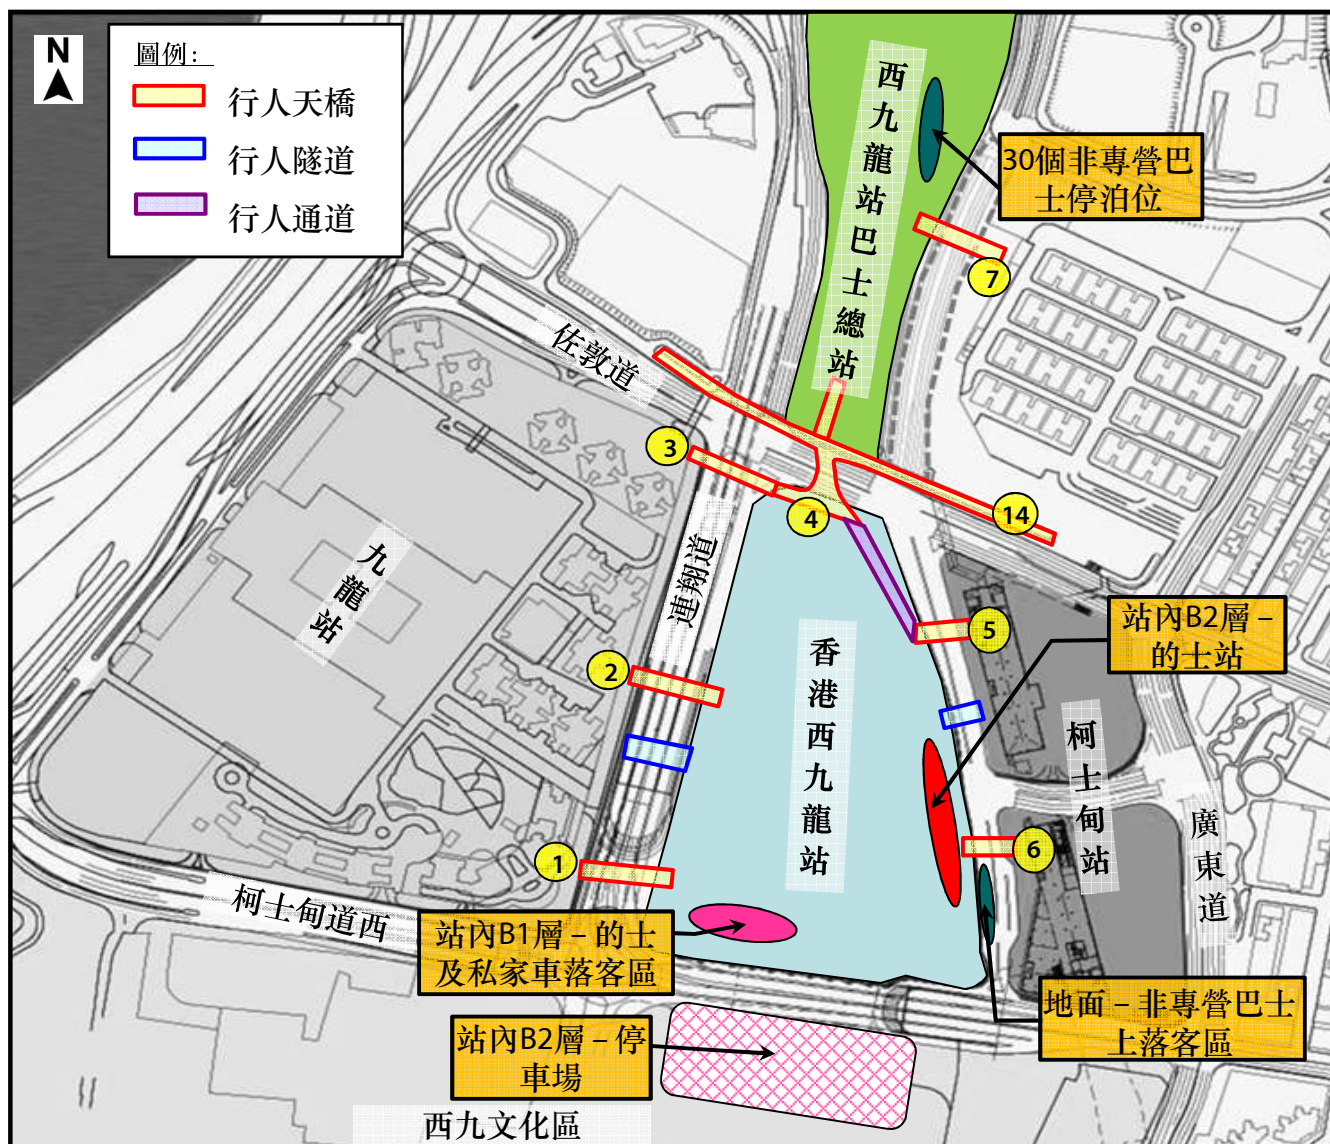 N
圖例：
行人天橋
行人隧道
行人通道
西九龍站巴士總站
30個非專營巴
士停泊位
7
佐敦道
3
4
14
九龍站
連翔道
香港西九龍站
5
站內B2層 –
的士站
2
柯士甸站
廣東道
1
6
柯士甸道西
站內B1層 – 的士
及私家車落客區
地面 – 非專營巴士
上落客區
站內B2層 – 停
車場
西九文化區